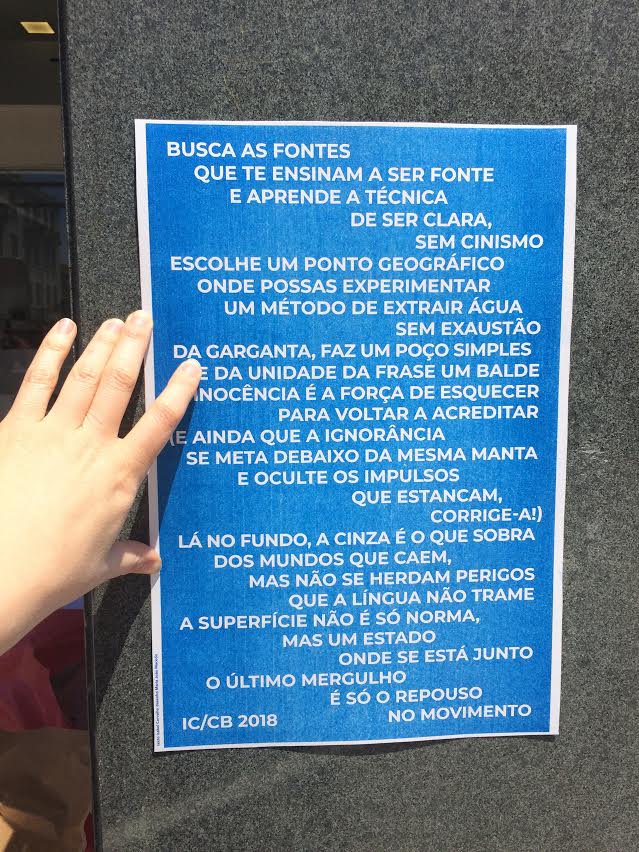 BUSCA AS FONTES
QUE TE ENSINAM A SER FONTE
E APRENDE A TÉCNICA
DE SER CLARA,
SEM CINISMO
ESCOLHE UM PONTO GEOGRÁFICO
ONDE POSSAS EXPERIMENTAR
UM MÉTODO DE EXTRAIR ÁGUA
SEM EXAUSTÃO
DA GARGANTA, FAZ UM POÇO SIMPLES
E DA UNIDADE DA FRASE UM BALDE
INOCÊNCIA É A FORÇA DE ESQUECER
PARA VOLTAR A ACREDITAR
(E AINDA QUE A IGNORÂNCIA
SE META DEBAIXO DA MESMA MANTA
E OCULTE OS IMPULSOS
QUE ESTANCAM,
CORRIGE-A!)
LÁ NO FUNDO, A CINZA É O QUE SOBRA
DOS MUNDOS QUE CAEM,
MAS NÃO SE HERDAM PERIGOS
QUE A LÍNGUA NÃO TRAME
A SUPERFÍCIE NÃO É SÓ NORMA,
MAS UM ESTADO
ONDE SE ESTÁ JUNTO
O ÚLTIMO MERGULHO
É SÓ O REPOUSO
NO MOVIMENTO
IC/CB 2018